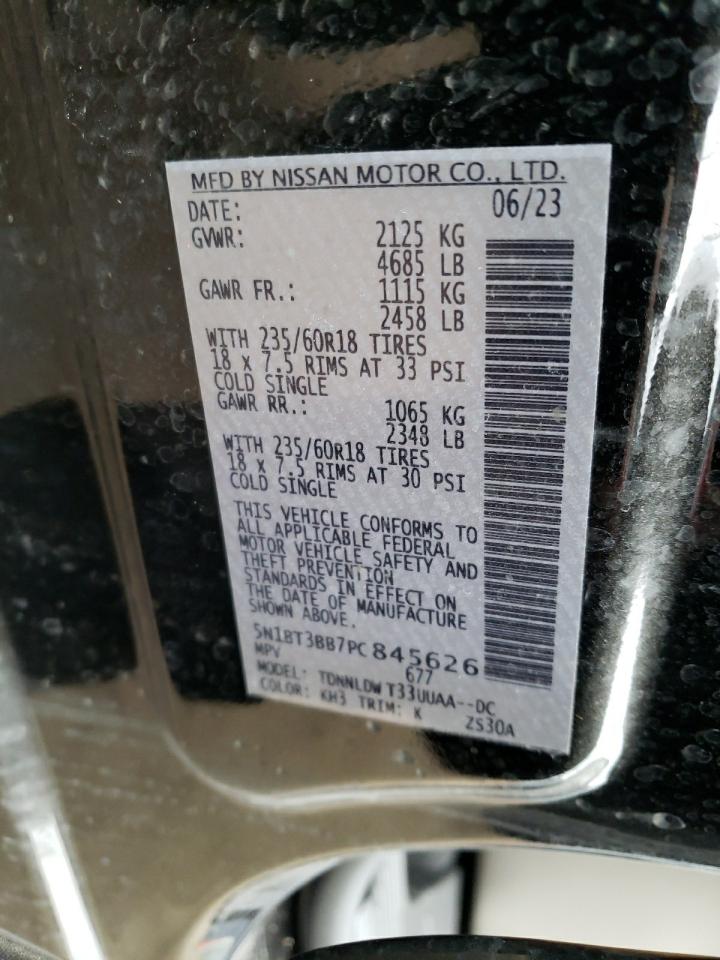 MFD BY NISSAN MOTOR CO., LTD.
DATE: 06/23
GVWR: 2125 KG
4685 LB
GAWR FR.: 1115 KG
2458 LB
WITH 235/60R18 TIRES
18 X 7.5 RIMS AT 33 PSI
COLD SINGLE
GAWR RR.: 1065 KG
2348 LB
WITH 235/60R18 TIRES
18 X 7.5 RIMS AT 30 PSI
COLD SINGLE
THIS VEHICLE CONFORMS TO
ALL APPLICABLE FEDERAL
MOTOR VEHICLE SAFETY AND
THEFT PREVENTION
STANDARDS IN EFFECT ON
THE DATE OF MANUFACTURE
SHOWN ABOVE.
5N1BT3BB7PC845626
MPV 677
MODEL: TDNNLDW T33UUAA--DC
COLOR: KH3 TRIM: K ZS30A